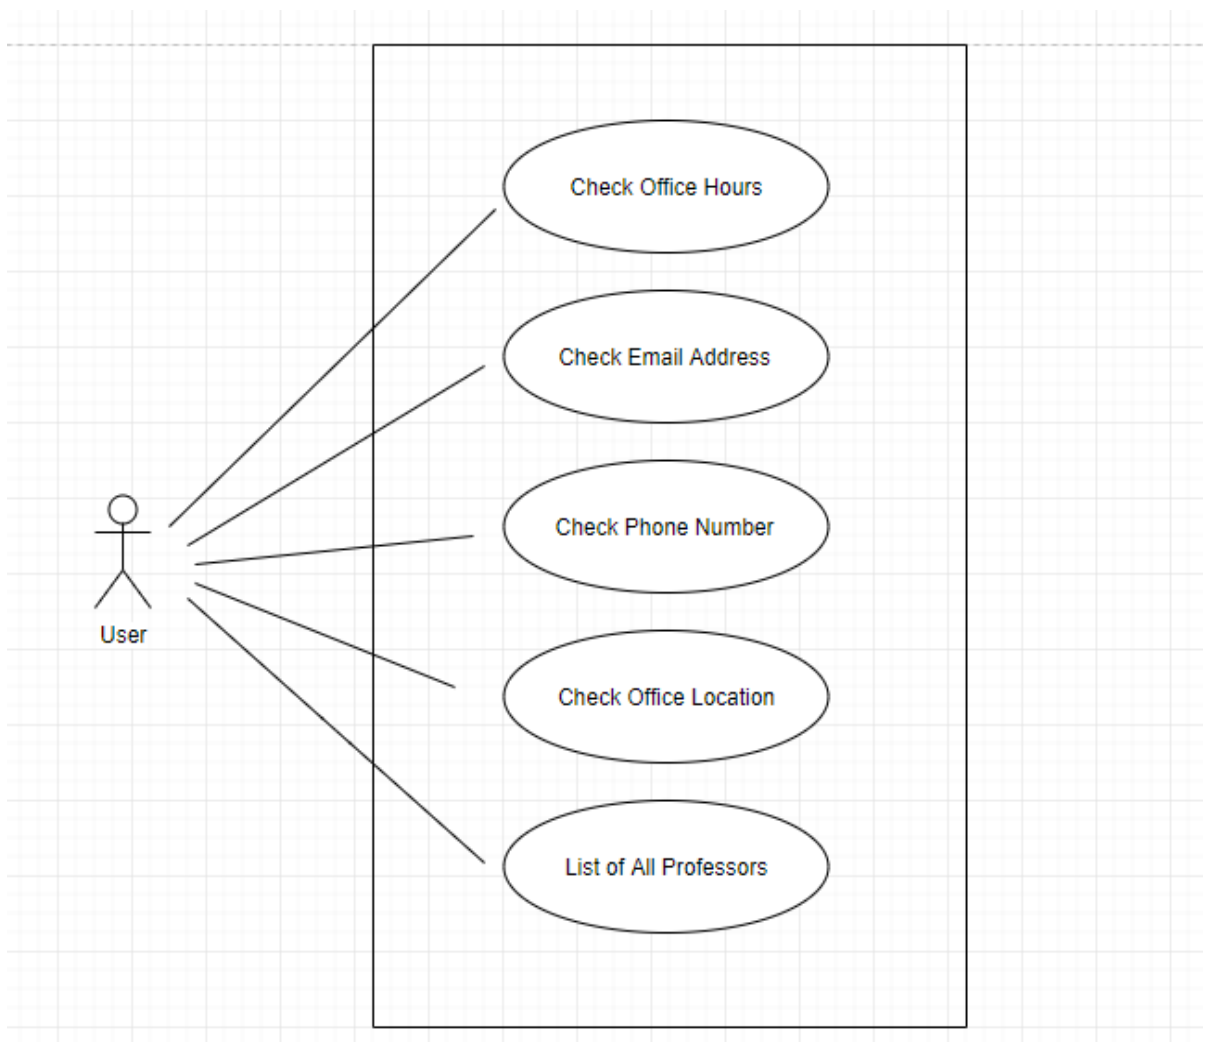 Check Office Hours
Check Email Address
Check Phone Number
User
Check Office Location
List of All Professors